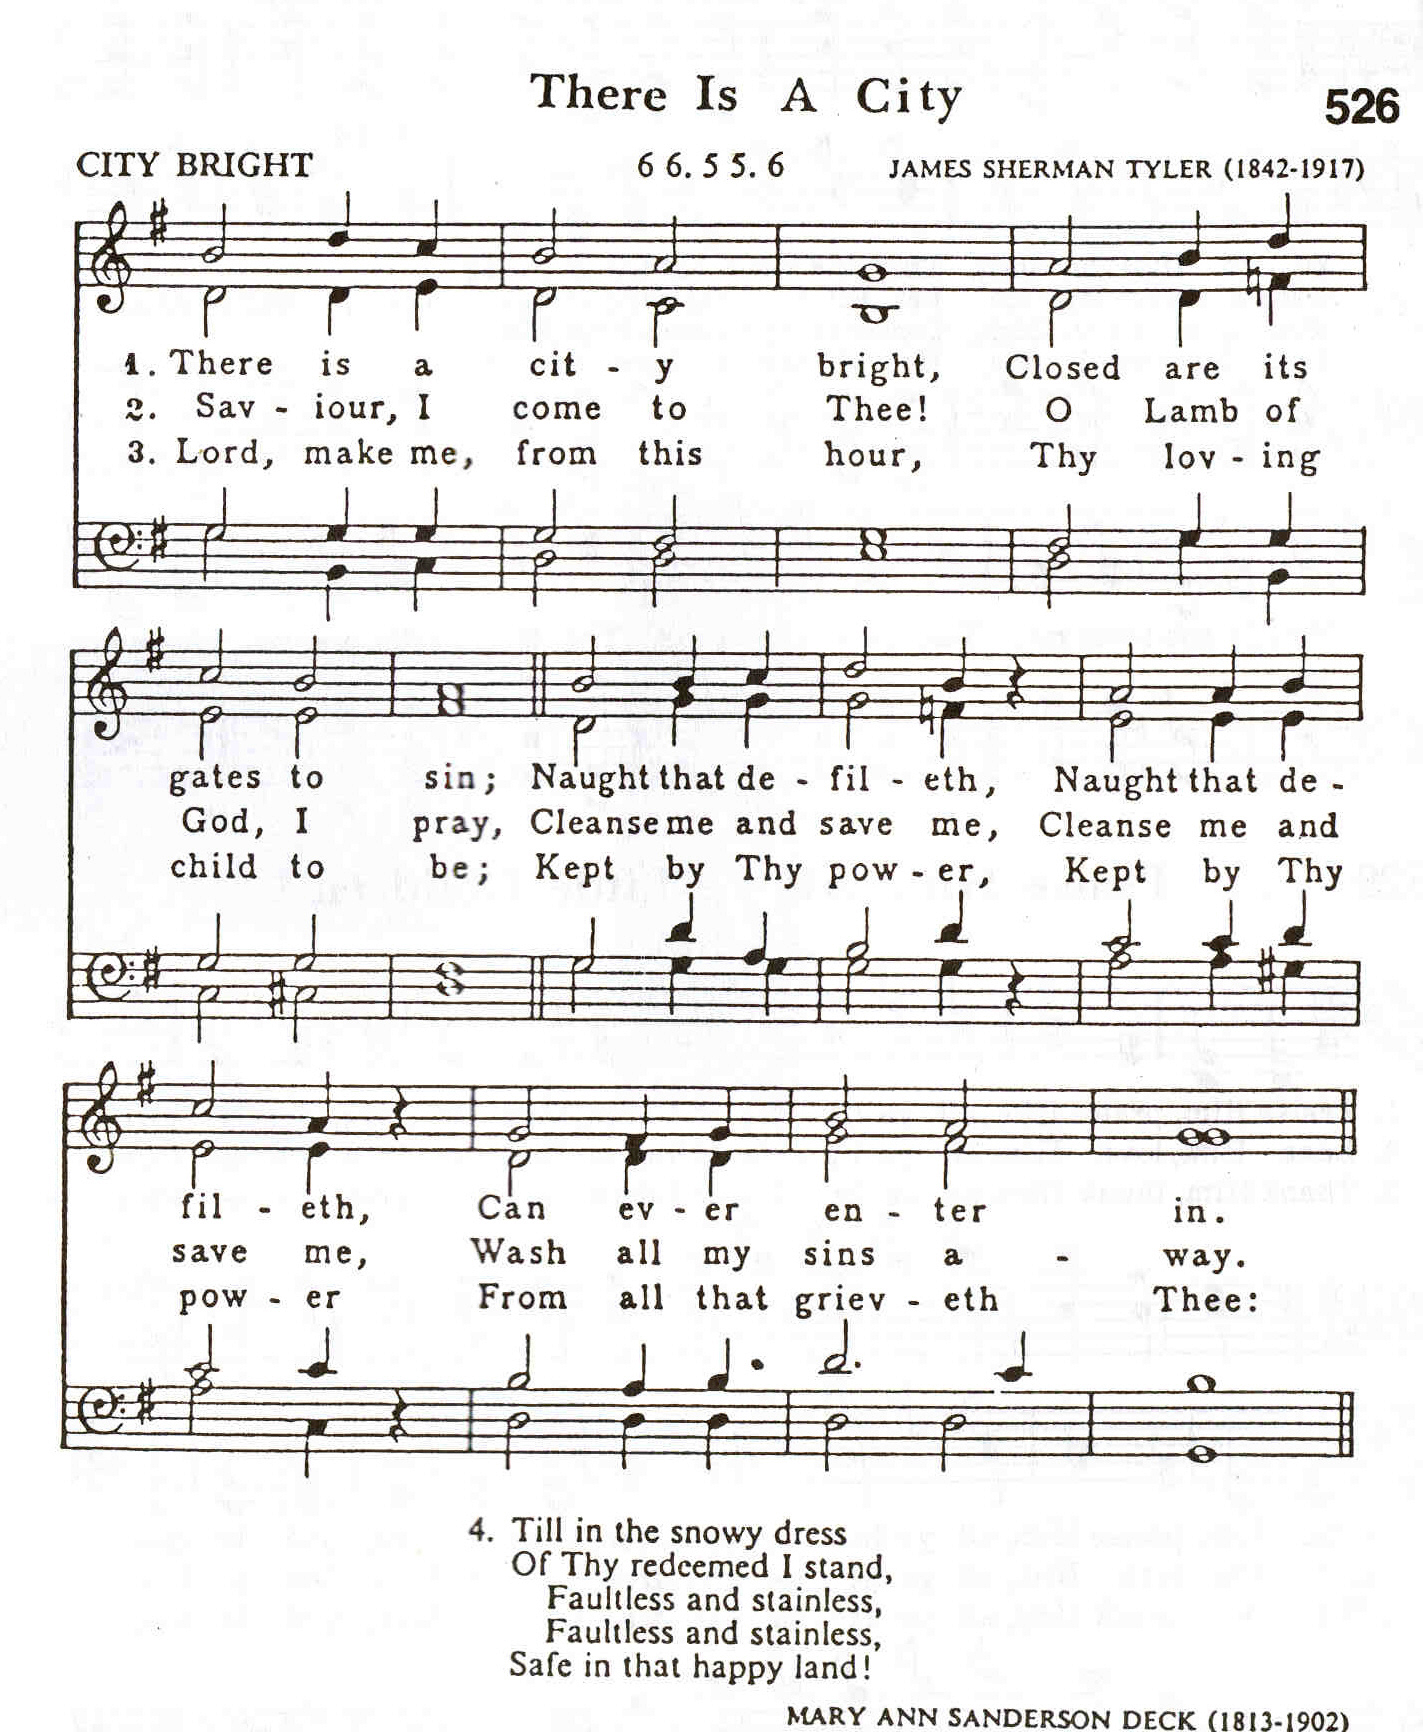 There Is A City
526
CITY BRIGHT 6 6. 5 5. 6 JAMES SHERMAN TYLER (1842-1917)
1. There is a cit - y bright, Closed are its
2. Sav - iour, I come to Thee! O Lamb of
3. Lord, make me, from this hour, Thy lov - ing
gates to sin; Naught that de - fil - eth, Naught that de -
God, I pray, Cleanse me and save me, Cleanse me and
child to be; Kept by Thy pow - er, Kept by Thy
fil - eth, Can ev - er en - ter in.
save me, Wash all my sins a - way.
pow - er From all that griev - eth Thee:
4. Till in the snowy dress
Of Thy redeemed I stand,
Faultless and stainless,
Faultless and stainless,
Safe in that happy land!
MARY ANN SANDERSON DECK (1813-1902)